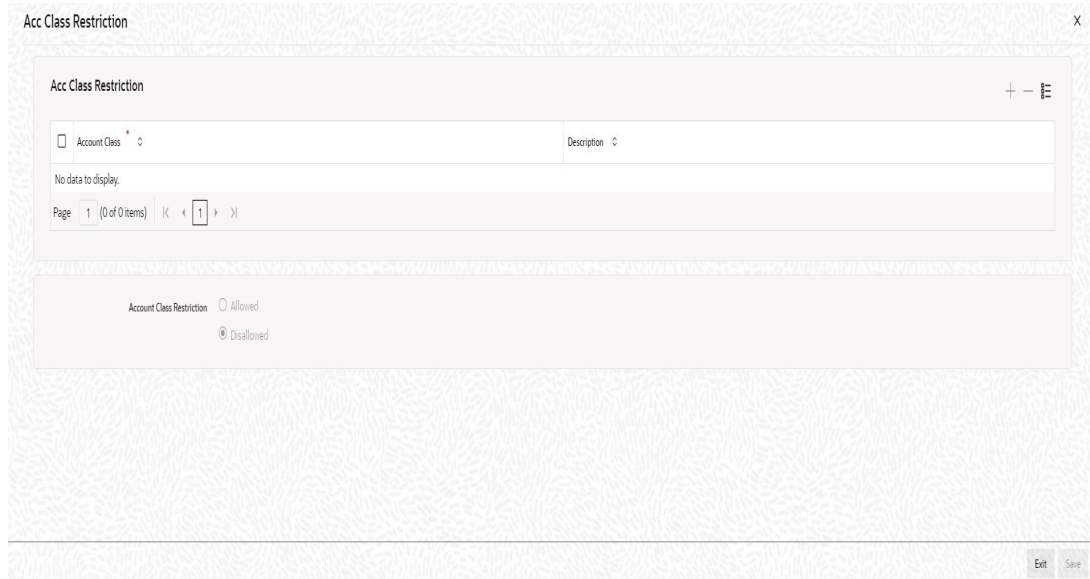 Acc Class Restriction X
Acc Class Restriction
Account Class * Description
No data to display.
Page 1 (0 of 0 items) 1
Account Class Restriction Allowed
Disallowed
Exit Save